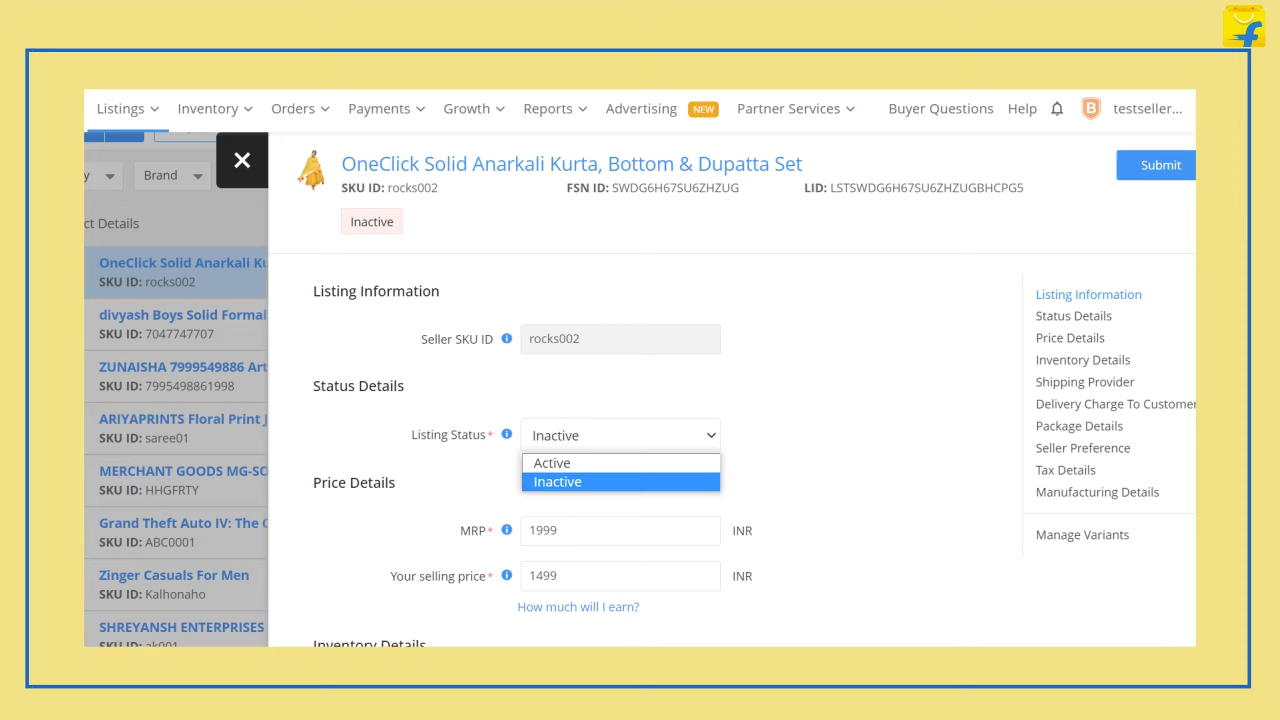 Listings Inventory Orders Payments Growth Reports Advertising NEW Partner Services Buyer Questions Help B testseller...
Brand
ct Details
OneClick Solid Anarkali Ku
SKU ID: rocks002
divyash Boys Solid Formal
SKU ID: 7047747707
ZUNAISHA 7999549886 Art
SKU ID: 7995498861998
ARIYAPRINTS Floral Print J
SKU ID: saree01
MERCHANT GOODS MG-SC
SKU ID: HHGFRTY
Grand Theft Auto IV: The C
SKU ID: ABC0001
Zinger Casuals For Men
SKU ID: Kalhonaho
SHREYANSH ENTERPRISES
SKU ID: ak001
OneClick Solid Anarkali Kurta, Bottom & Dupatta Set
Submit
SKU ID: rocks002 FSN ID: SWDG6H67SU6ZHZUG LID: LSTSWDG6H67SU6ZHZUGBHCPG5
Inactive
Listing Information
Seller SKU ID rocks002
Status Details
Listing Status* Inactive
Active
Inactive
Price Details
MRP* 1999 INR
Your selling price* 1499 INR
How much will I earn?
Inventory Details
Listing Information
Status Details
Price Details
Inventory Details
Shipping Provider
Delivery Charge To Customer
Package Details
Seller Preference
Tax Details
Manufacturing Details
Manage Variants